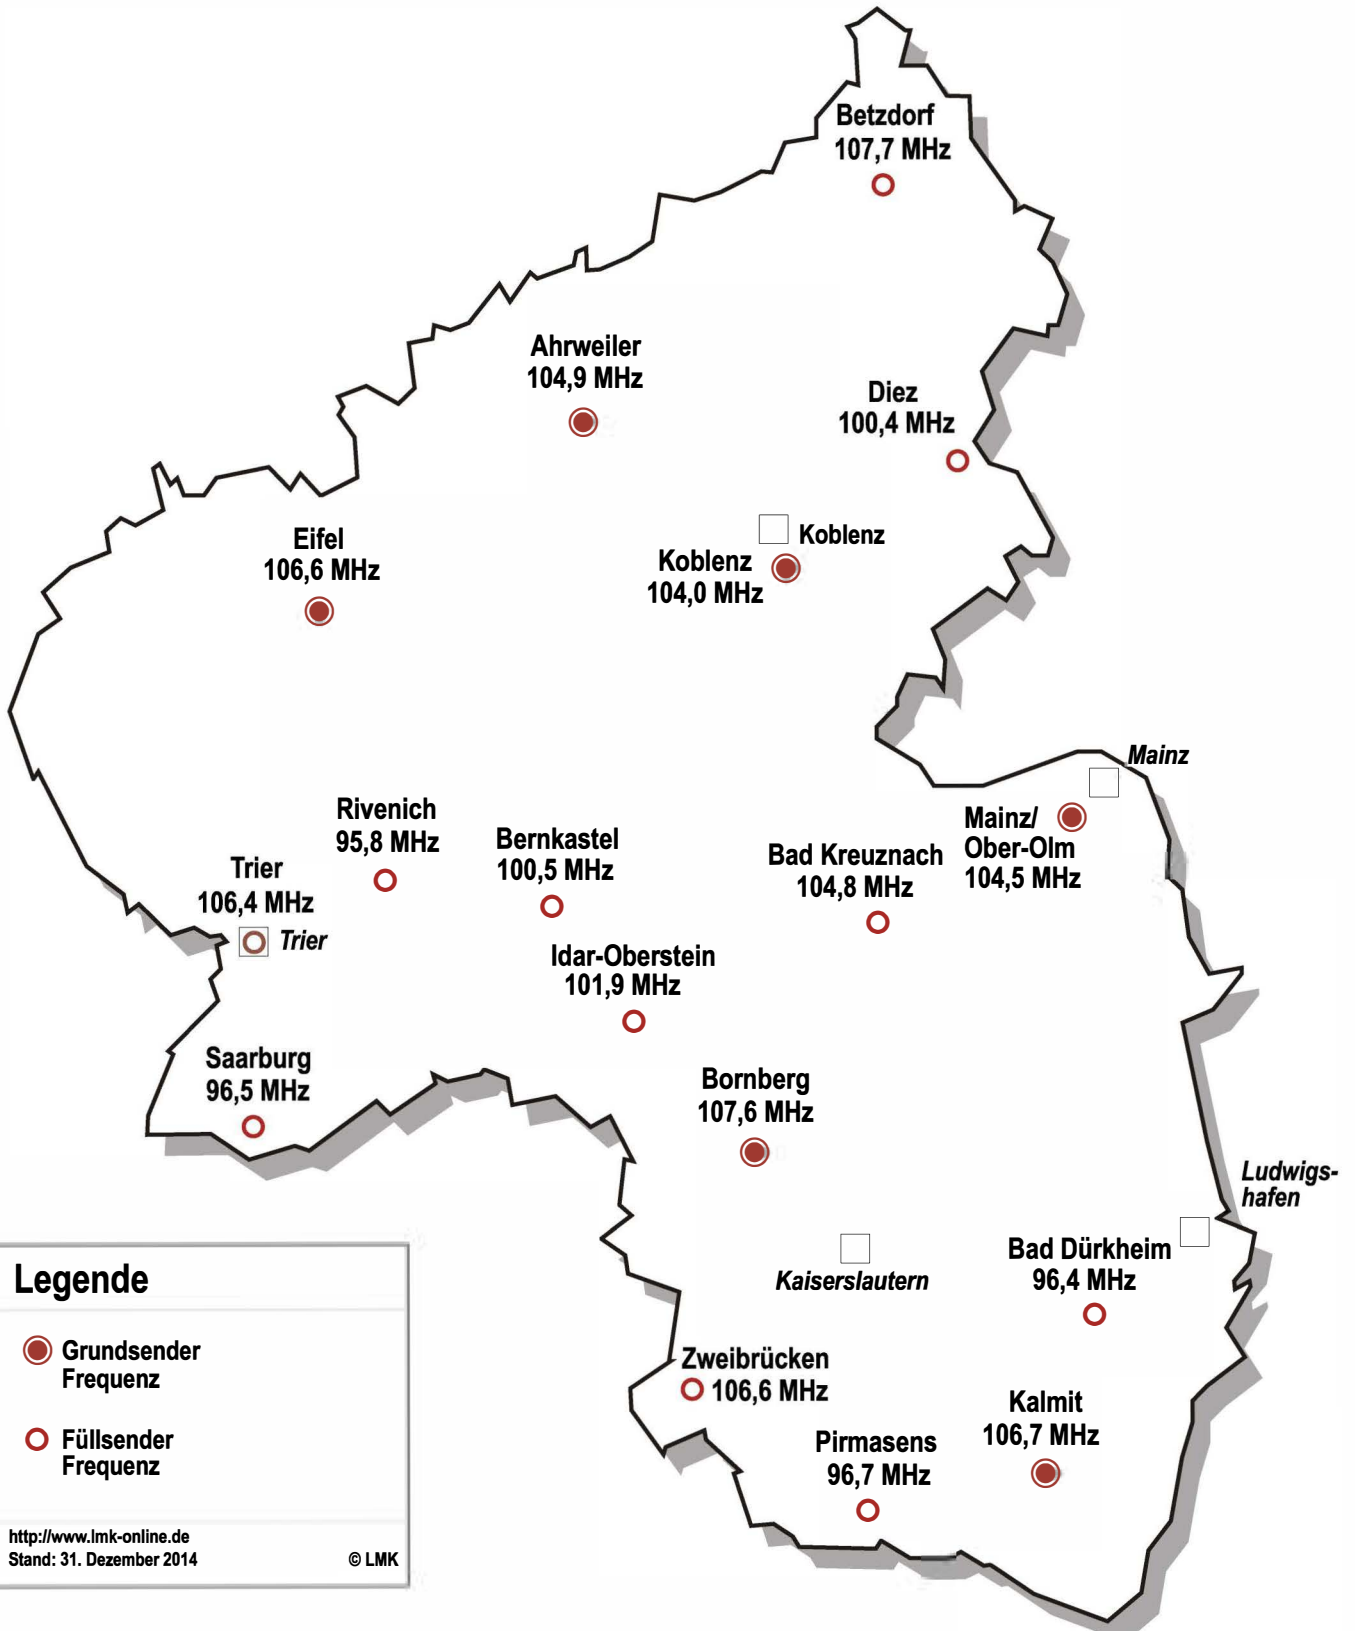 Betzdorf
107,7 MHz
Ahrweiler
104,9 MHz
Diez
100,4 MHz
Eifel
106,6 MHz
Koblenz
Koblenz
104,0 MHz
Mainz
Mainz/
Ober-Olm
104,5 MHz
Rivenich
95,8 MHz
Bernkastel
100,5 MHz
Bad Kreuznach
104,8 MHz
Trier
106,4 MHz
Trier
Idar-Oberstein
101,9 MHz
Saarburg
96,5 MHz
Bornberg
107,6 MHz
Ludwigs-
hafen
Bad Dürkheim
96,4 MHz
Kaiserslautern
Zweibrücken
106,6 MHz
Kalmit
106,7 MHz
Pirmasens
96,7 MHz
Legende
Grundsender
Frequenz
Füllsender
Frequenz
http://www.lmk-online.de
Stand: 31. Dezember 2014
© LMK